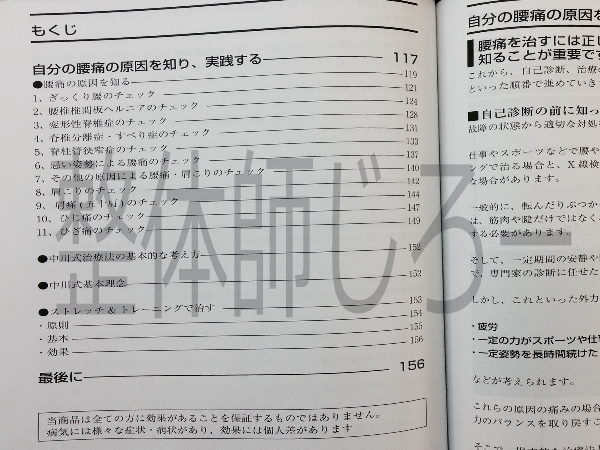 もくじ
自分の腰痛の原因を知り、実践する 117
●腰痛の原因を知る 119
1、ぎっくり腰のチェック 121
2、腰椎椎間板ヘルニアのチェック 124
3、変形性脊椎症のチェック 128
4、脊椎分離症・すべり症のチェック 131
5、脊柱管狭窄症のチェック 133
6、悪い姿勢による腰痛のチェック 137
7、その他の原因による腰痛・肩こりのチェック 140
8、肩こりのチェック 142
9、肩痛(五十肩)のチェック 144
10、ひじ痛のチェック 147
11、ひざ痛のチェック 149
●中川式治療法の基本的な考え方 152
●中川式基本理念 152
●ストレッチ&トレーニングで治す 153
・原則 154
・基本 155
・効果 156
最後に 156
当商品は全ての方に効果があることを保証するものではありません。
病気には様々な症状・病状があり、効果には個人差があります
整体師じろー
自分の腰痛の原因を
腰痛を治すには正し
知ることが重要です
これから、自己診断、治療の
といった順番で進めていき
■自己診断の前に知っ
故障の状態から適切な対処
仕事やスポーツなどで腰や
ングで治る場合と、X線検
な場合があります。
一般的に、転んだりぶつか
は、筋肉や腱だけではなく、
する必要があります。
そして、一定期間の安静や
で、専門家の診断に任せた
しかし、これといった外力
・疲労
・一定の力がスポーツや仕事
・一定姿勢を長時間続けた
などが考えられます。
これらの原因の痛みの場合
力のバランスを取り戻すこ